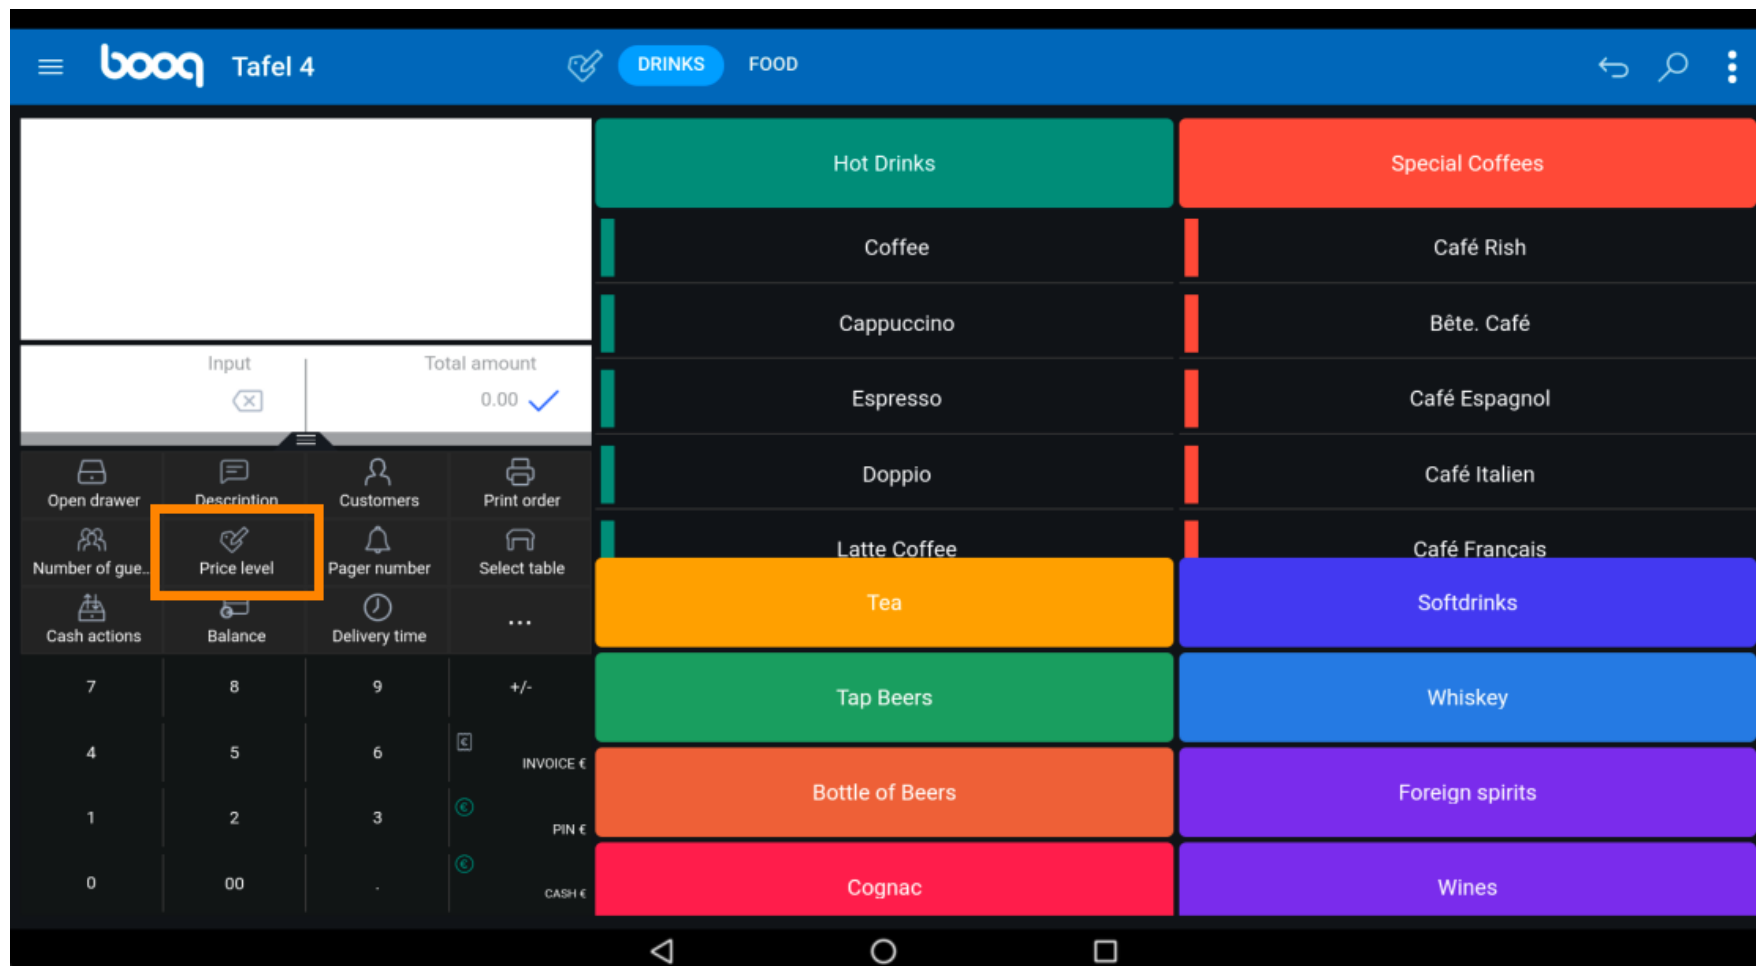 booq Tafel 4 DRINKS FOOD
Input Total amount
0.00
Open drawer Description Customers Print order
Number of gue.. Price level Pager number Select table
Cash actions Balance Delivery time ...
7 8 9 +/-
4 5 6 INVOICE €
1 2 3 PIN €
0 00 . CASH €
Hot Drinks Special Coffees
Coffee Café Rish
Cappuccino Bête. Café
Espresso Café Espagnol
Doppio Café Italien
Latte Coffee Café Français
Tea Softdrinks
Tap Beers Whiskey
Bottle of Beers Foreign spirits
Cognac Wines